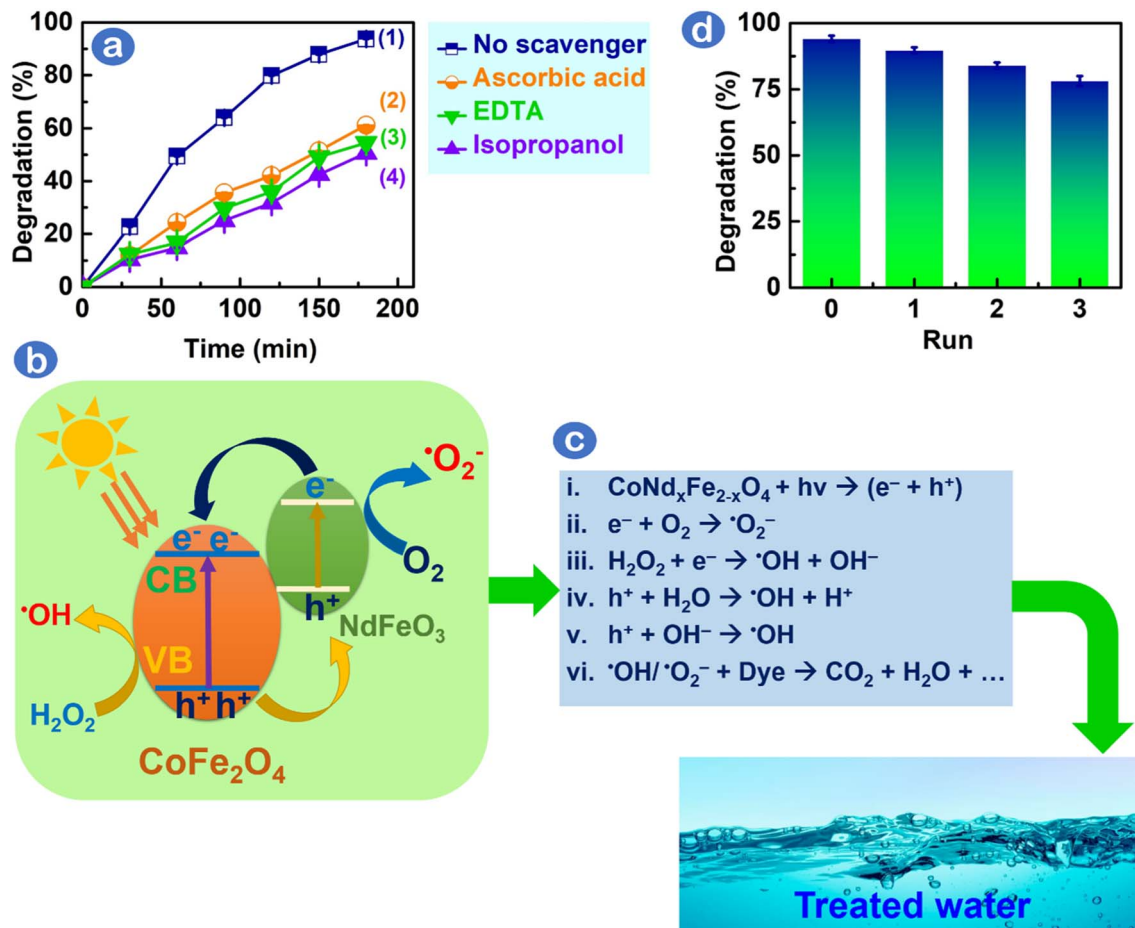 a
100
80
60
40
20
0
Degradation (%)
0 50 100 150 200
Time (min)
(1)
(2)
(3)
(4)
No scavenger
Ascorbic acid
EDTA
Isopropanol
d
100
75
50
25
0
Degradation (%)
0 1 2 3
Run
b
•O₂⁻
e⁻
O₂
h⁺
NdFeO₃
e⁻ e⁻
CB
•OH
VB
h⁺ h⁺
H₂O₂
CoFe₂O₄
c
i. CoNdₓFe₂₋ₓO₄ + hv → (e⁻ + h⁺)
ii. e⁻ + O₂ → •O₂⁻
iii. H₂O₂ + e⁻ → •OH + OH⁻
iv. h⁺ + H₂O → •OH + H⁺
v. h⁺ + OH⁻ → •OH
vi. •OH/ •O₂⁻ + Dye → CO₂ + H₂O + …
Treated water